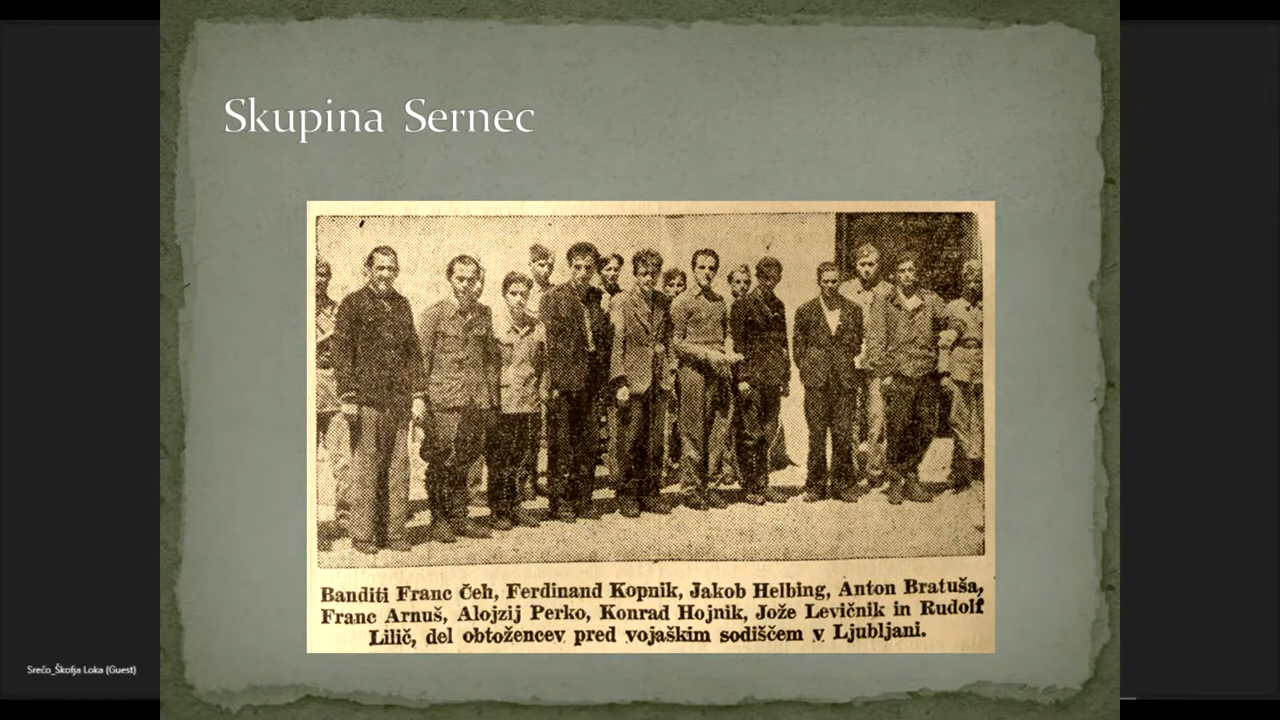 Skupina Sernec
Banditi Franc Čeh, Ferdinand Kopnik, Jakob Helbing, Anton Bratuša,
Franc Arnuš, Alojzij Perko, Konrad Hojnik, Jože Levičnik in Rudolf
Lilič, del obtožencev pred vojaškim sodiščem v Ljubljani.
Srečo_Škofja Loka (Guest)